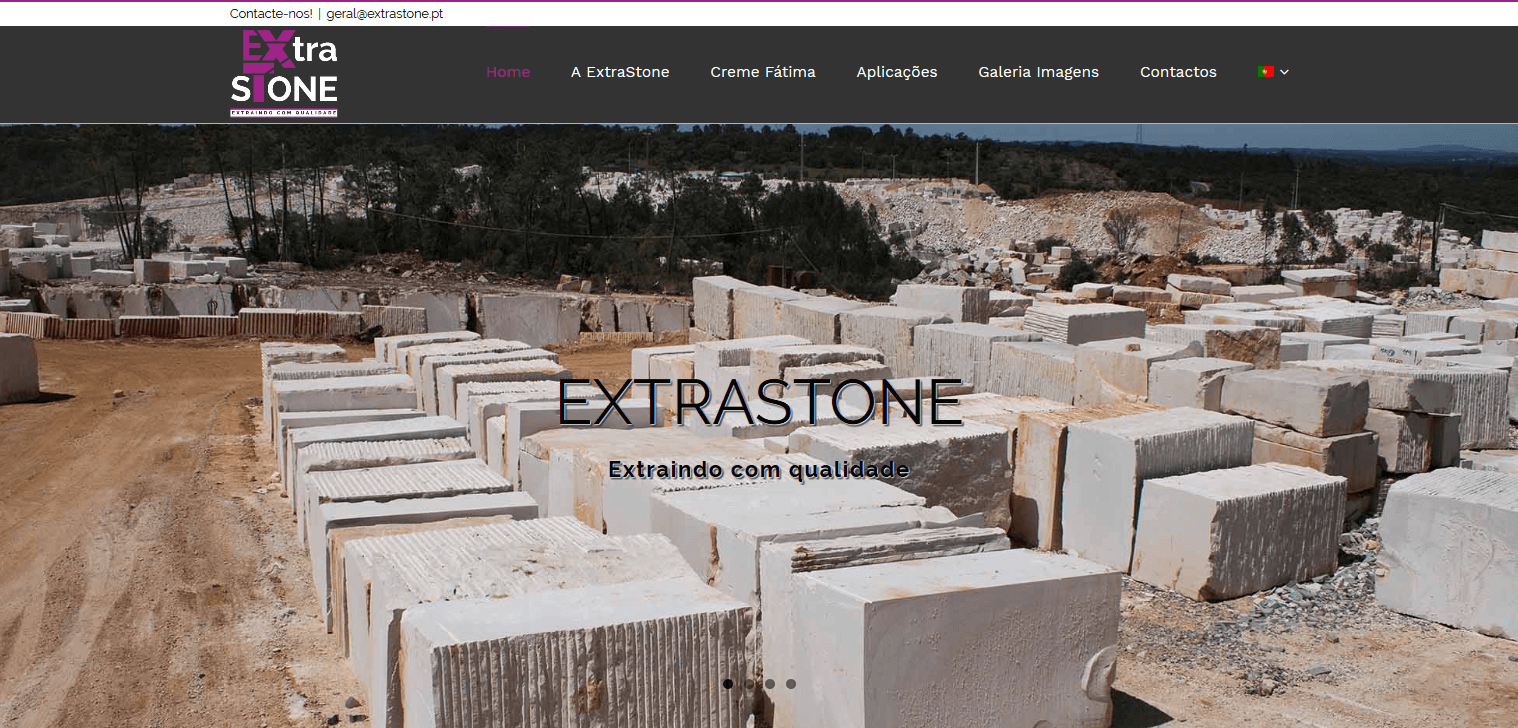 Contacte-nos! | geral@extrastone.pt
EXtra
STONE
EXTRAINDO COM QUALIDADE
Home
A ExtraStone
Creme Fátima
Aplicações
Galeria Imagens
Contactos
EXTRASTONE
Extraindo com qualidade